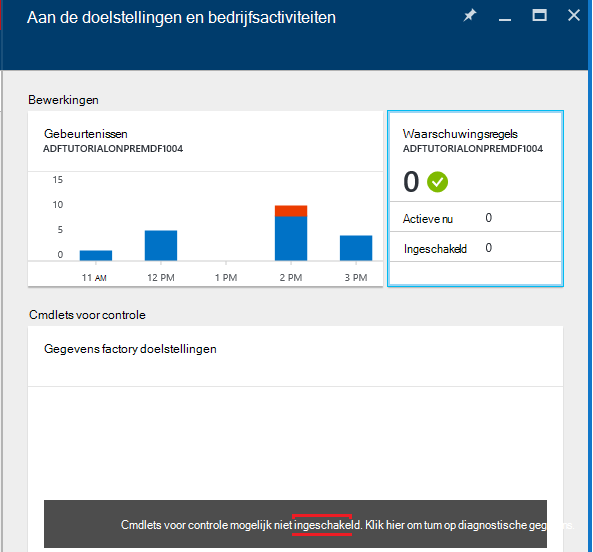 Aan de doelstellingen en bedrijfsactiviteiten
Bewerkingen
Gebeurtenissen
ADFTUTORIALONPREMDF1004
15
10
5
0
11 AM
12 PM
1 PM
2 PM
3 PM
Waarschuwingsregels
ADFTUTORIALONPREMDF1004
0
Actieve nu 0
Ingeschakeld 0
Cmdlets voor controle
Gegevens factory doelstellingen
Cmdlets voor controle mogelijk niet ingeschakeld. Klik hier om tum op diagnostische gegevens.